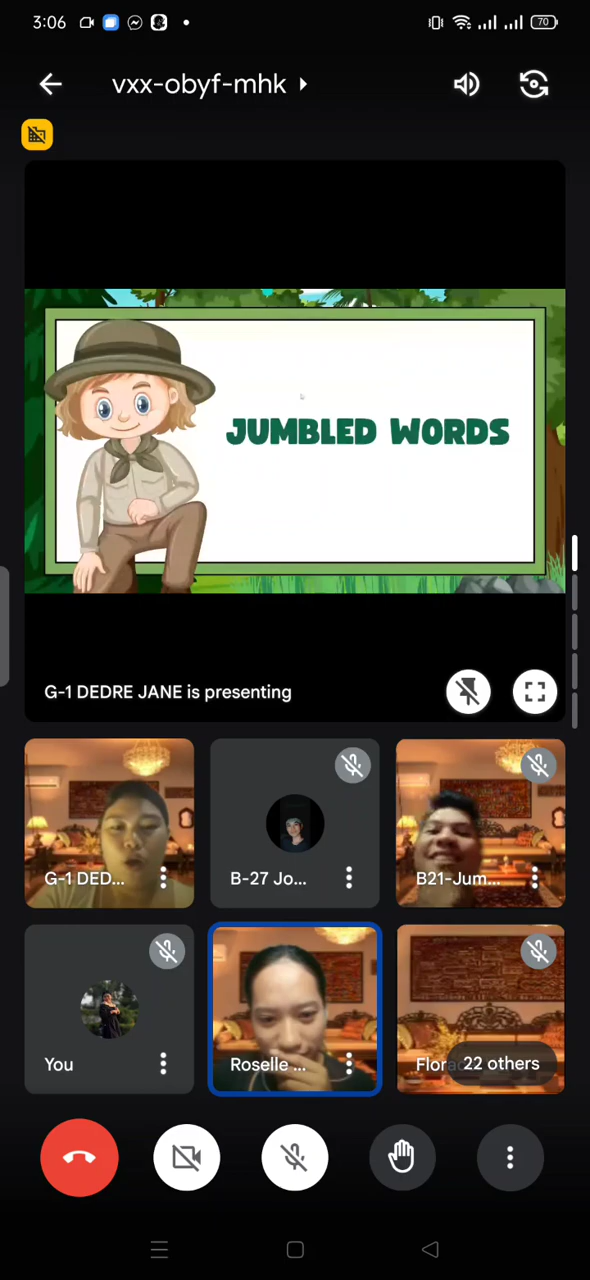 3:06
70
vxx-obyf-mhk
JUMBLED WORDS
G-1 DEDRE JANE is presenting
G-1 DED...
B-27 Jo...
B21-Jum...
You
Roselle ...
Flor
22 others